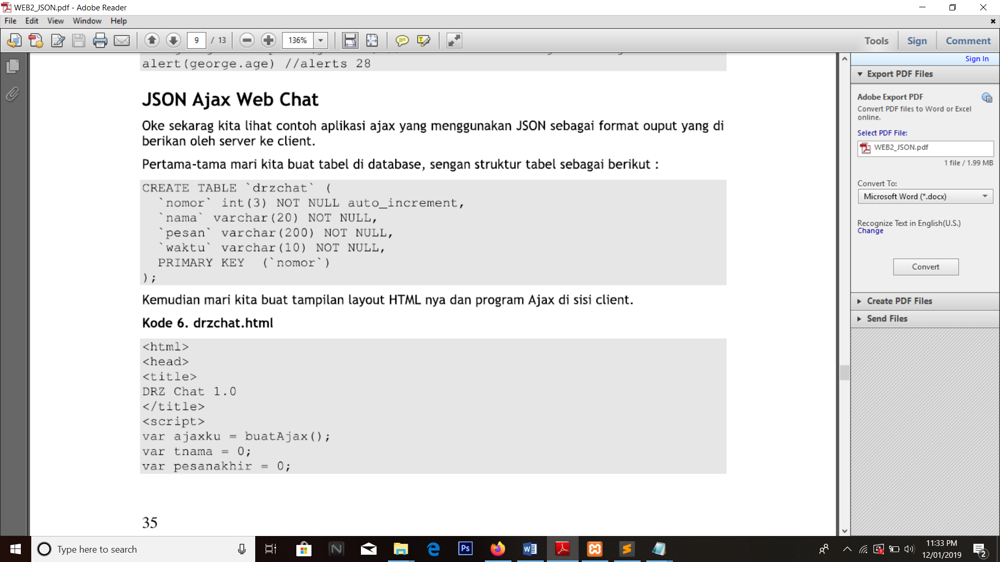 WEB2_JSON.pdf - Adobe Reader
File Edit View Window Help
9 / 13 136% Tools Sign Comment
alert(george.age) //alerts 28
JSON Ajax Web Chat
Oke sekarag kita lihat contoh aplikasi ajax yang menggunakan JSON sebagai format ouput yang di
berikan oleh server ke client.
Pertama-tama mari kita buat tabel di database, sengan struktur tabel sebagai berikut :
CREATE TABLE `drzchat` (
`nomor` int(3) NOT NULL auto_increment,
`nama` varchar(20) NOT NULL,
`pesan` varchar(200) NOT NULL,
`waktu` varchar(10) NOT NULL,
PRIMARY KEY (`nomor`)
);
Kemudian mari kita buat tampilan layout HTML nya dan program Ajax di sisi client.
Kode 6. drzchat.html
<html>
<head>
<title>
DRZ Chat 1.0
</title>
<script>
var ajaxku = buatAjax();
var tnama = 0;
var pesanakhir = 0;
35
Sign In
Export PDF Files
Adobe Export PDF
Convert PDF files to Word or Excel
online.
Select PDF File:
WEB2_JSON.pdf
1 file / 1.99 MB
Convert To:
Microsoft Word (*.docx)
Recognize Text in English(U.S.)
Change
Convert
Create PDF Files
Send Files
Type here to search
Ps
11:33 PM
12/01/2019
2